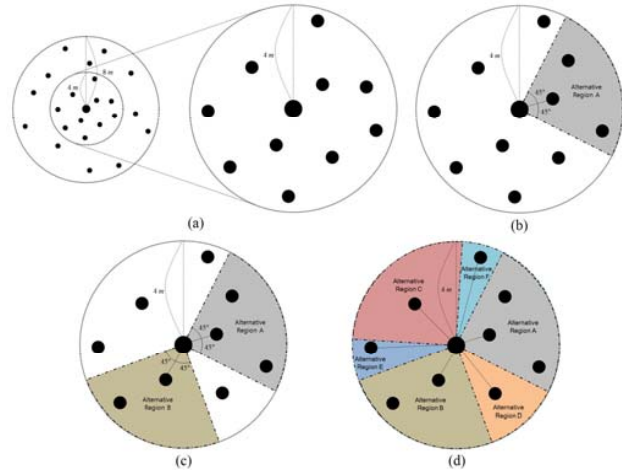 4 m
8 m
4 m
(a)
4 m
45°
45°
Alternative
Region A
(b)
4 m
45°
45°
Alternative
Region A
45°
45°
Alternative
Region B
(c)
4 m
Alternative
Region F
Alternative
Region C
Alternative
Region A
Alternative
Region E
Alternative
Region B
Alternative
Region D
(d)